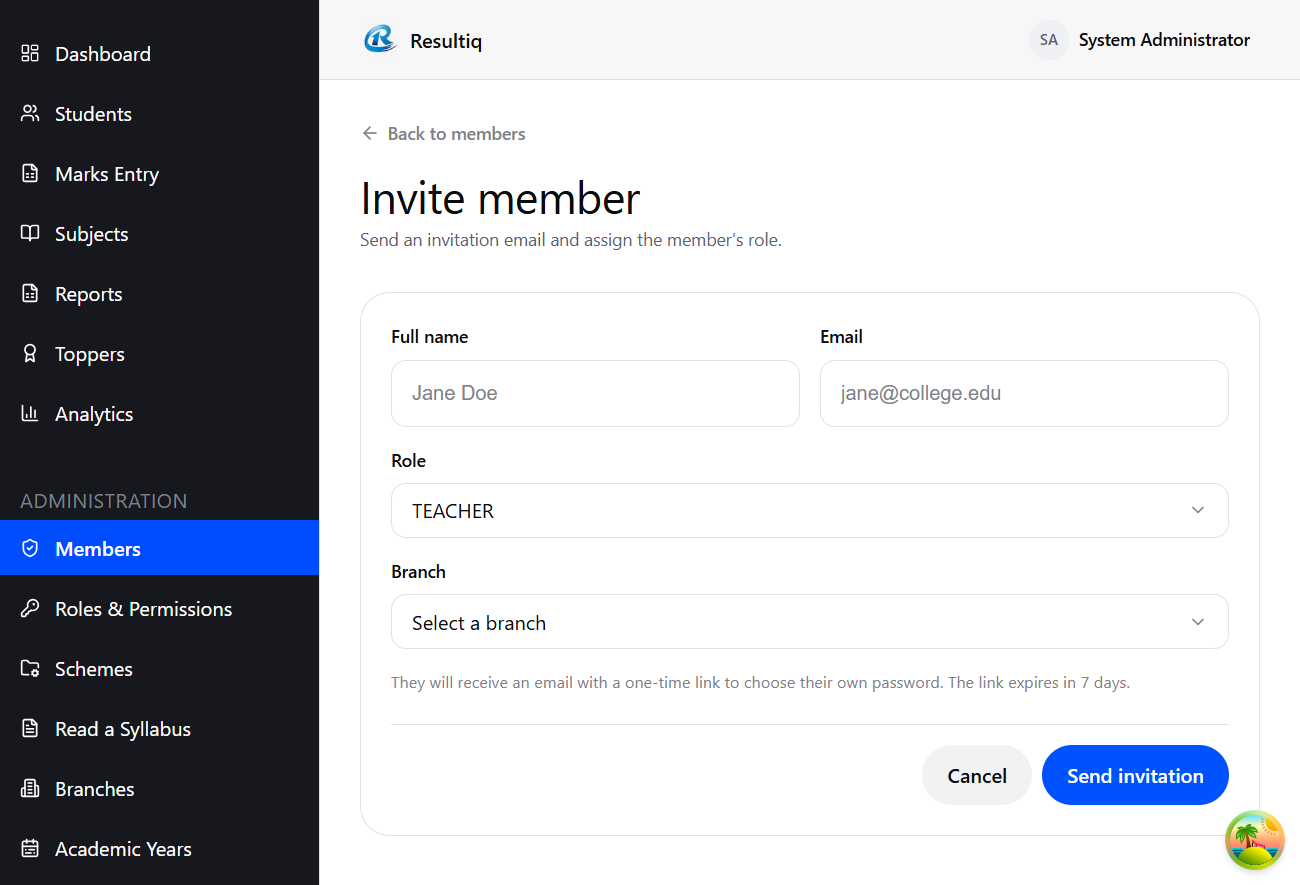 Dashboard
Students
Marks Entry
Subjects
Reports
Toppers
Analytics
ADMINISTRATION
Members
Roles & Permissions
Schemes
Read a Syllabus
Branches
Academic Years
Resultiq
SA System Administrator
Back to members
Invite member
Send an invitation email and assign the member's role.
Full name
Jane Doe
Email
jane@college.edu
Role
TEACHER
Branch
Select a branch
They will receive an email with a one-time link to choose their own password. The link expires in 7 days.
Cancel
Send invitation